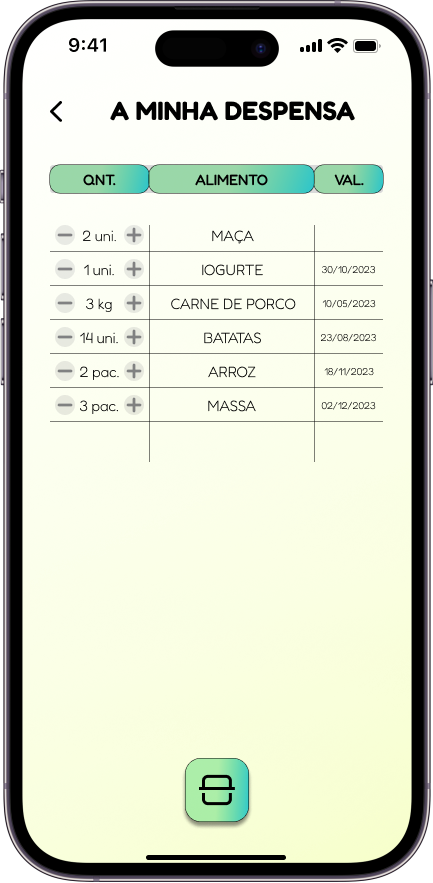 9:41
A MINHA DESPENSA
QNT. ALIMENTO VAL.
2 uni. MAÇA
1 uni. IOGURTE 30/10/2023
3 kg CARNE DE PORCO 10/05/2023
14 uni. BATATAS 23/08/2023
2 pac. ARROZ 18/11/2023
3 pac. MASSA 02/12/2023